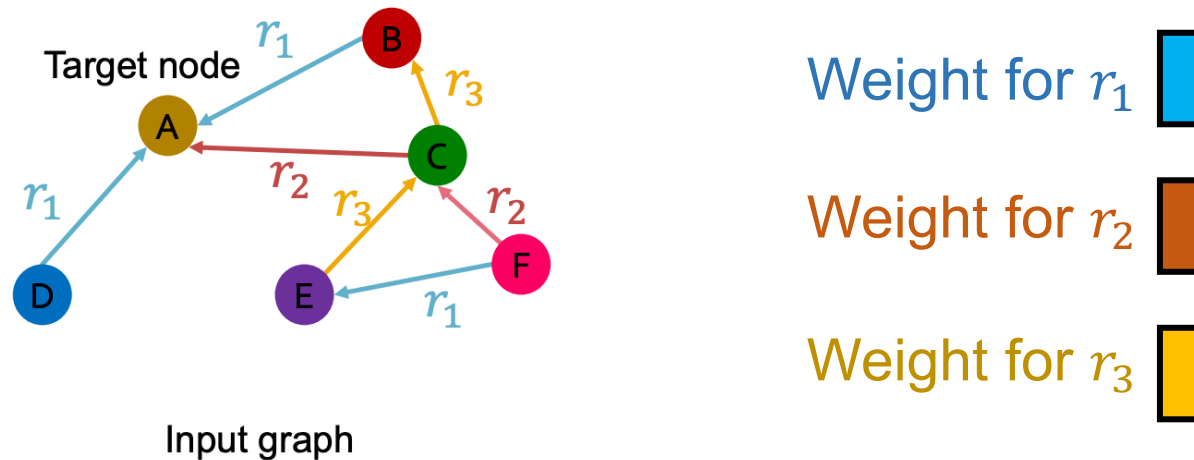 Target node
r₁
B
r₃
A
r₂
C
r₁
r₃
r₂
D
E
F
r₁
Input graph
Weight for r₁
Weight for r₂
Weight for r₃